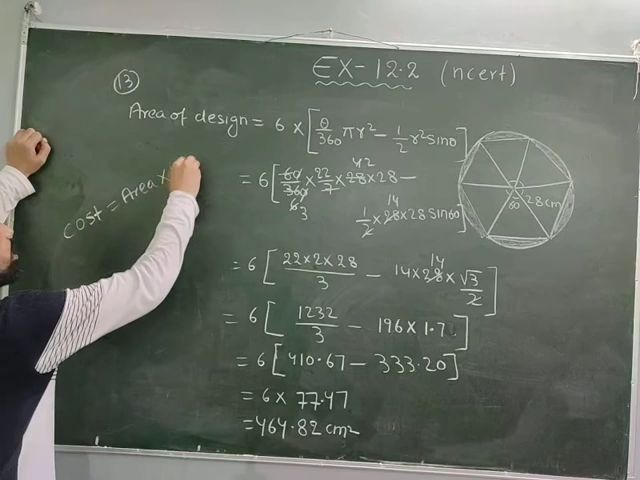 EX-12.2 (ncert)
13
Area of design = 6 × [θ/360 πr² − 1/2 r² sinθ]
= 6 [60/360 × 22/7 × 28 × 28 −
1/2 × 28 × 28 sin60]
= 6 [22×2×28/3 − 14×28×√3/2]
= 6 [1232/3 − 196×1.7]
= 6 [410.67 − 333.20]
= 6 × 77.47
= 464.82 cm²
cost = Area ×
60
28cm